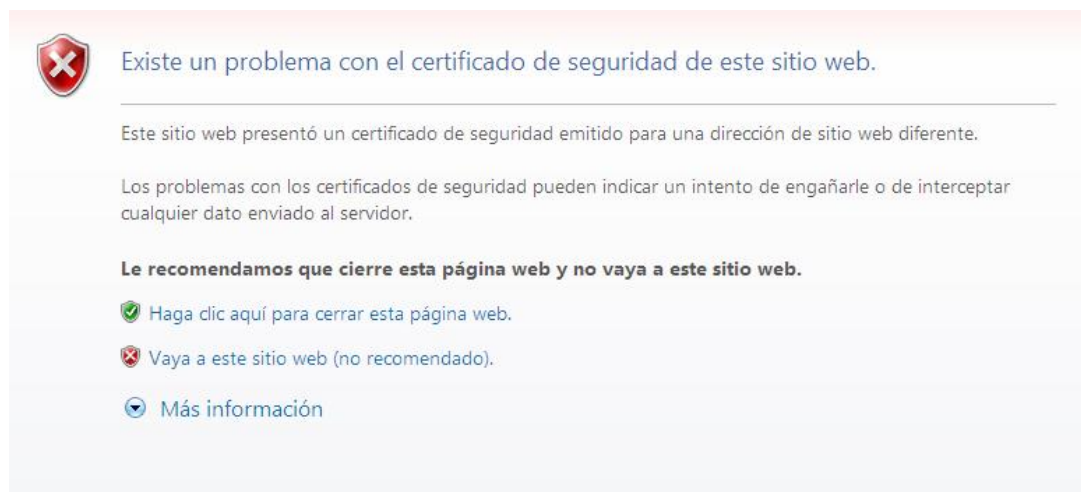 Existe un problema con el certificado de seguridad de este sitio web.
Este sitio web presentó un certificado de seguridad emitido para una dirección de sitio web diferente.
Los problemas con los certificados de seguridad pueden indicar un intento de engañarle o de interceptar
cualquier dato enviado al servidor.
Le recomendamos que cierre esta página web y no vaya a este sitio web.
Haga clic aquí para cerrar esta página web.
Vaya a este sitio web (no recomendado).
Más información